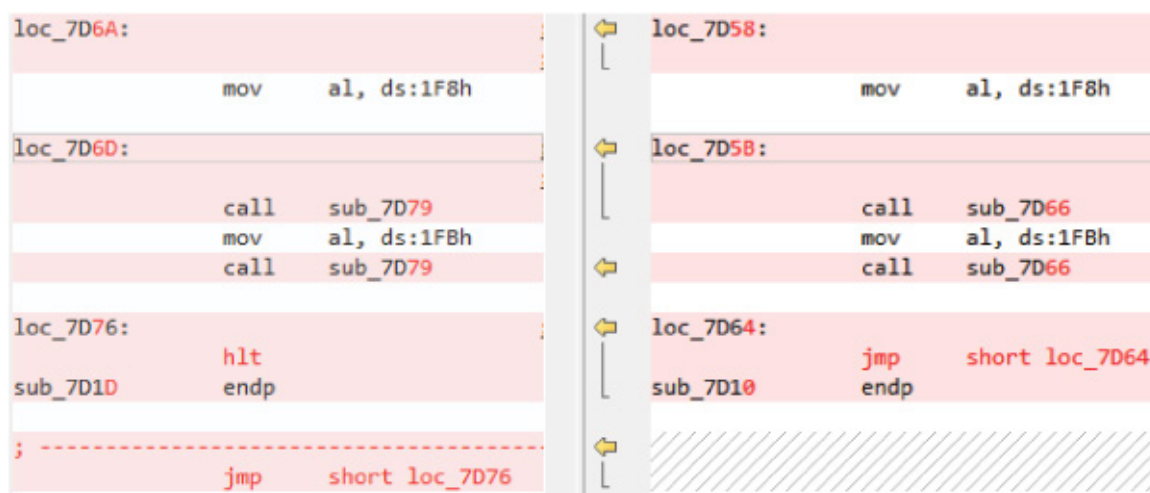 loc_7D6A: loc_7D58:
mov al, ds:1F8h mov al, ds:1F8h
loc_7D6D: loc_7D5B:
call sub_7D79 call sub_7D66
mov al, ds:1FBh mov al, ds:1FBh
call sub_7D79 call sub_7D66
loc_7D76: loc_7D64:
hlt jmp short loc_7D64
sub_7D1D endp sub_7D10 endp
; -----------------------------------
jmp short loc_7D76